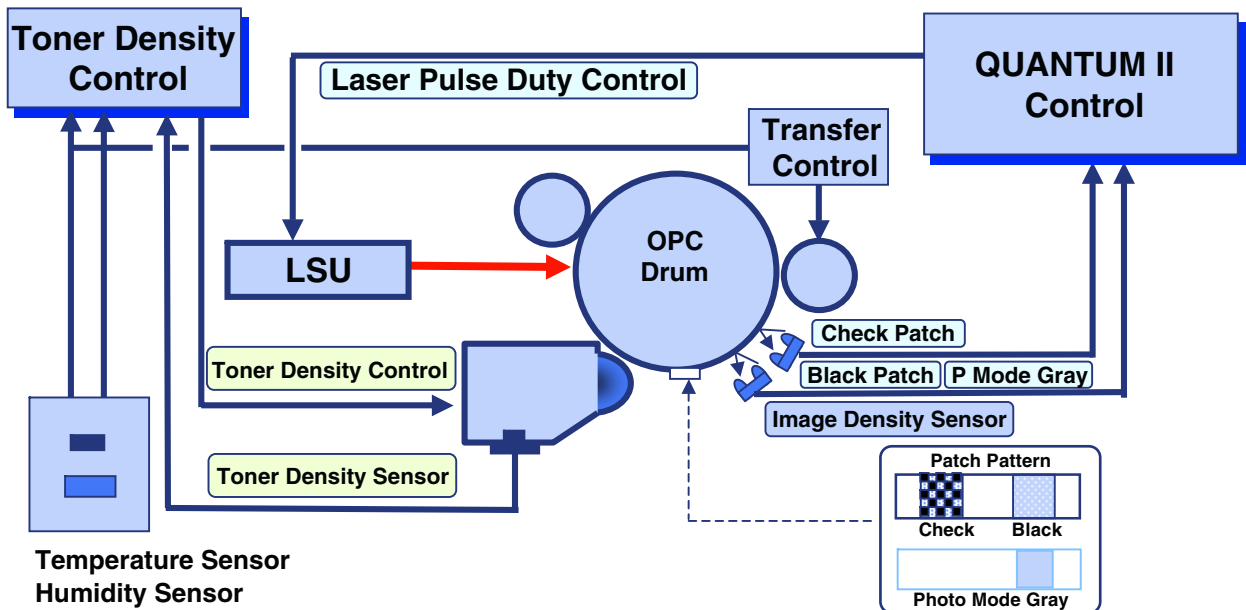 Toner Density
Control
QUANTUM II
Control
Laser Pulse Duty Control
Transfer
Control
OPC
Drum
LSU
Check Patch
Toner Density Control
Black Patch
P Mode Gray
Image Density Sensor
Toner Density Sensor
Patch Pattern
Check
Black
Photo Mode Gray
Temperature Sensor
Humidity Sensor